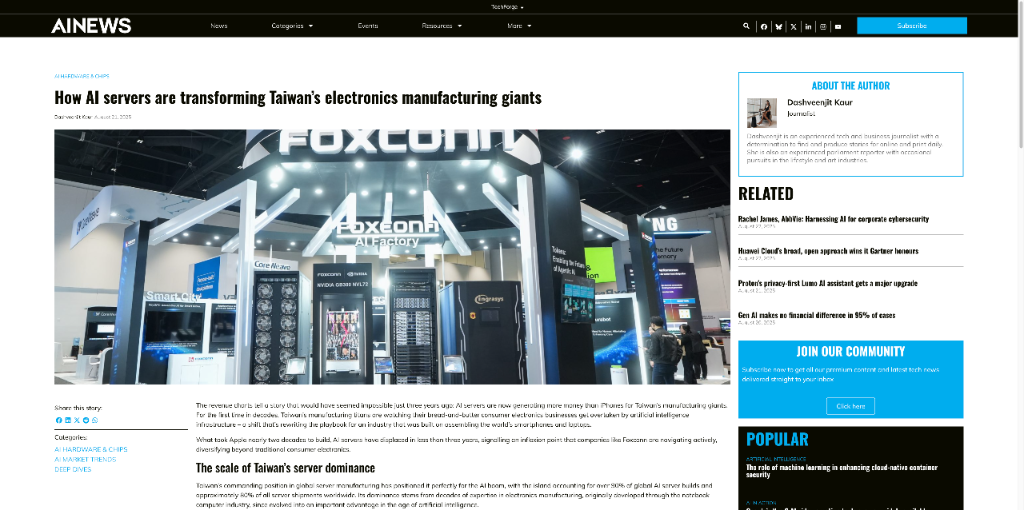 TechForge
AINEWS
News
Categories
Events
Resources
More
Subscribe
AI HARDWARE & CHIPS
How AI servers are transforming Taiwan's electronics manufacturing giants
Dashveenjit Kaur August 21, 2025
FOXCONN
FOXCONN
AI Factory
Smart City
Core Nexva
FOXCONN
NVIDIA GB300 NVL72
Ingrasys
Share this story:
Categories:
AI HARDWARE & CHIPS
AI MARKET TRENDS
DEEP DIVES
The revenue charts tell a story that would have seemed impossible just three years ago: AI servers are now generating more money than iPhones for Taiwan's manufacturing giants.
For the first time in decades, Taiwan's manufacturing titans are watching their bread-and-butter consumer electronics businesses get overtaken by artificial intelligence
infrastructure – a shift that's rewriting the playbook for an industry that was built on assembling the world's smartphones and laptops.
What took Apple nearly two decades to build, AI servers have displaced in less than three years, signalling an inflexion point that companies like Foxconn are navigating actively,
diversifying beyond traditional consumer electronics.
The scale of Taiwan's server dominance
Taiwan's commanding position in global server manufacturing has positioned it perfectly for the AI boom, with the island accounting for over 90% of global AI server builds and
approximately 80% of all server shipments worldwide. Its dominance stems from decades of expertise in electronics manufacturing, originally developed through the notebook
computer industry, since evolved into an important advantage in the age of artificial intelligence.
ABOUT THE AUTHOR
Dashveenjit Kaur
Journalist
Dashveenjit is an experienced tech and business journalist with a
determination to find and produce stories for online and print daily.
She is also an experienced parliament reporter with occasional
pursuits in the lifestyle and art industries.
RELATED
Rachel James, AbbVie: Harnessing AI for corporate cybersecurity
August 22, 2025
Huawei Cloud's broad, open approach wins it Gartner honours
August 22, 2025
Proton's privacy-first Lumo AI assistant gets a major upgrade
August 21, 2025
Gen AI makes no financial difference in 95% of cases
August 20, 2025
JOIN OUR COMMUNITY
Subscribe now to get all our premium content and latest tech news
delivered straight to your inbox
Click here
POPULAR
ARTIFICIAL INTELLIGENCE
The role of machine learning in enhancing cloud-native container
security